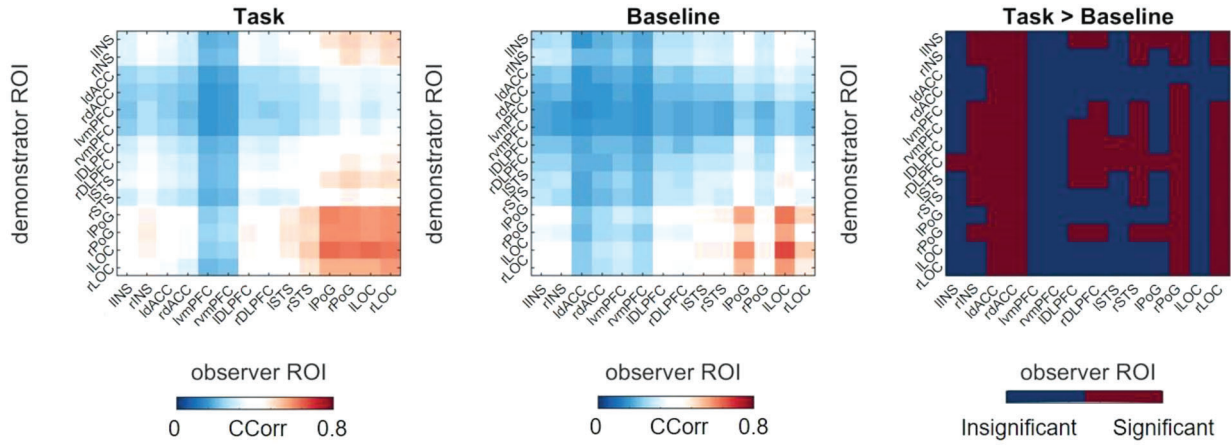 Task
demonstrator ROI
lINS
rINS
ldACC
rdACC
lvmPFC
rvmPFC
lDLPFC
rDLPFC
lSTS
rSTS
lPoG
rPoG
lLOC
rLOC
lINS
rINS
ldACC
rdACC
lvmPFC
rvmPFC
lDLPFC
rDLPFC
lSTS
rSTS
lPoG
rPoG
lLOC
rLOC
observer ROI
0 CCorr 0.8
Baseline
demonstrator ROI
lINS
rINS
ldACC
rdACC
lvmPFC
rvmPFC
lDLPFC
rDLPFC
lSTS
rSTS
lPoG
rPoG
lLOC
rLOC
lINS
rINS
ldACC
rdACC
lvmPFC
rvmPFC
lDLPFC
rDLPFC
lSTS
rSTS
lPoG
rPoG
lLOC
rLOC
observer ROI
0 CCorr 0.8
Task > Baseline
demonstrator ROI
lINS
rINS
ldACC
rdACC
lvmPFC
rvmPFC
lDLPFC
rDLPFC
lSTS
rSTS
lPoG
rPoG
lLOC
rLOC
lINS
rINS
ldACC
rdACC
lvmPFC
rvmPFC
lDLPFC
rDLPFC
lSTS
rSTS
lPoG
rPoG
lLOC
rLOC
observer ROI
Insignificant Significant